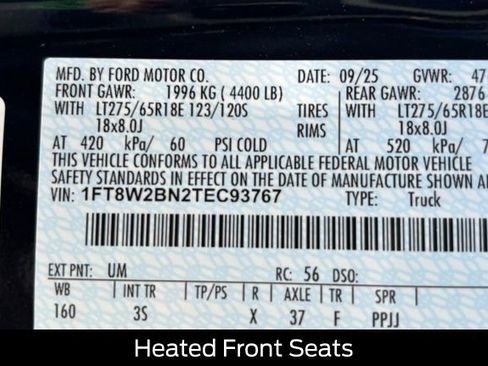 MFD. BY FORD MOTOR CO. DATE: 09/25 GVWR: 47
FRONT GAWR: 1996 KG ( 4400 LB) REAR GAWR: 2876
WITH LT275/65R18E 123/120S TIRES WITH LT275/65R18E
18x8.0J RIMS 18x8.0J
AT 420 kPa/ 60 PSI COLD AT 520 kPa/ 7
THIS VEHICLE CONFORMS TO ALL APPLICABLE FEDERAL MOTOR VEHICLE
SAFETY STANDARDS IN EFFECT ON THE DATE OF MANUFACTURE SHOWN A
VIN: 1FT8W2BN2TEC93767 TYPE: Truck
EXT PNT: UM RC: 56 DSO:
WB INT TR TP/PS R AXLE TR SPR
160 3S X 37 F PPJJ
Heated Front Seats